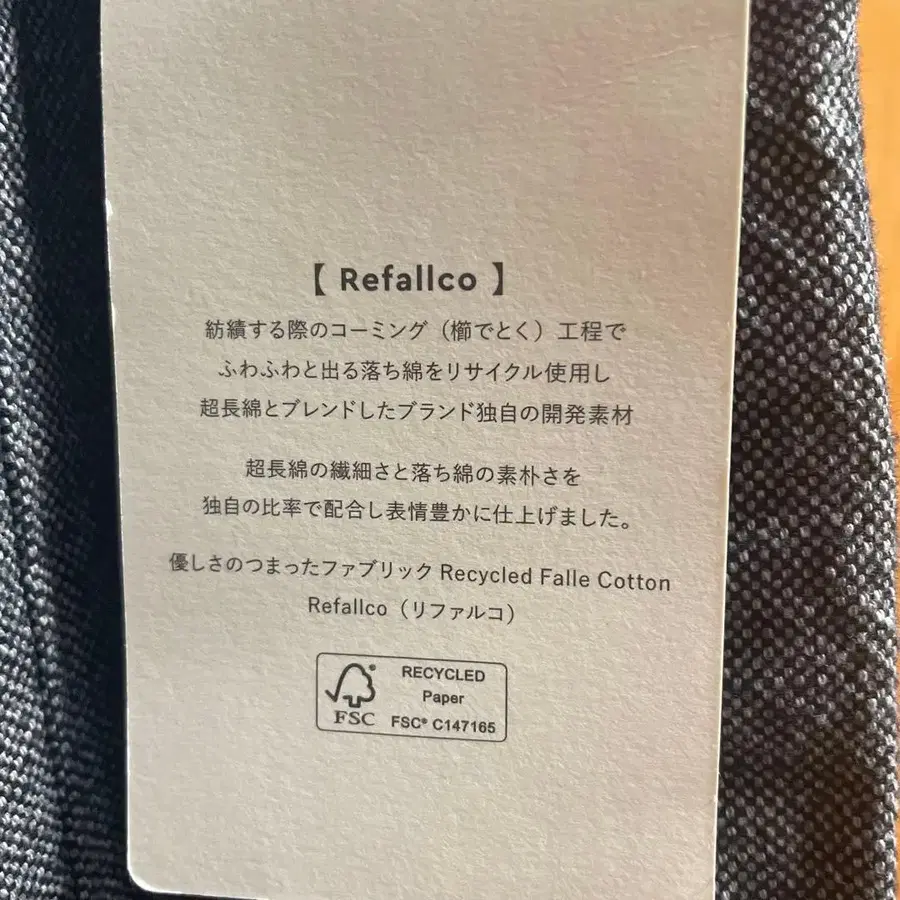 【 Refallco 】
紡績する際のコーミング（櫛でとく）工程で
ふわふわと出る落ち綿をリサイクル使用し
超長綿とブレンドしたブランド独自の開発素材
超長綿の繊細さと落ち綿の素朴さを
独自の比率で配合し表情豊かに仕上げました。
優しさのつまったファブリック Recycled Falle Cotton
Refallco（リファルコ）
RECYCLED
Paper
FSC
FSC® C147165